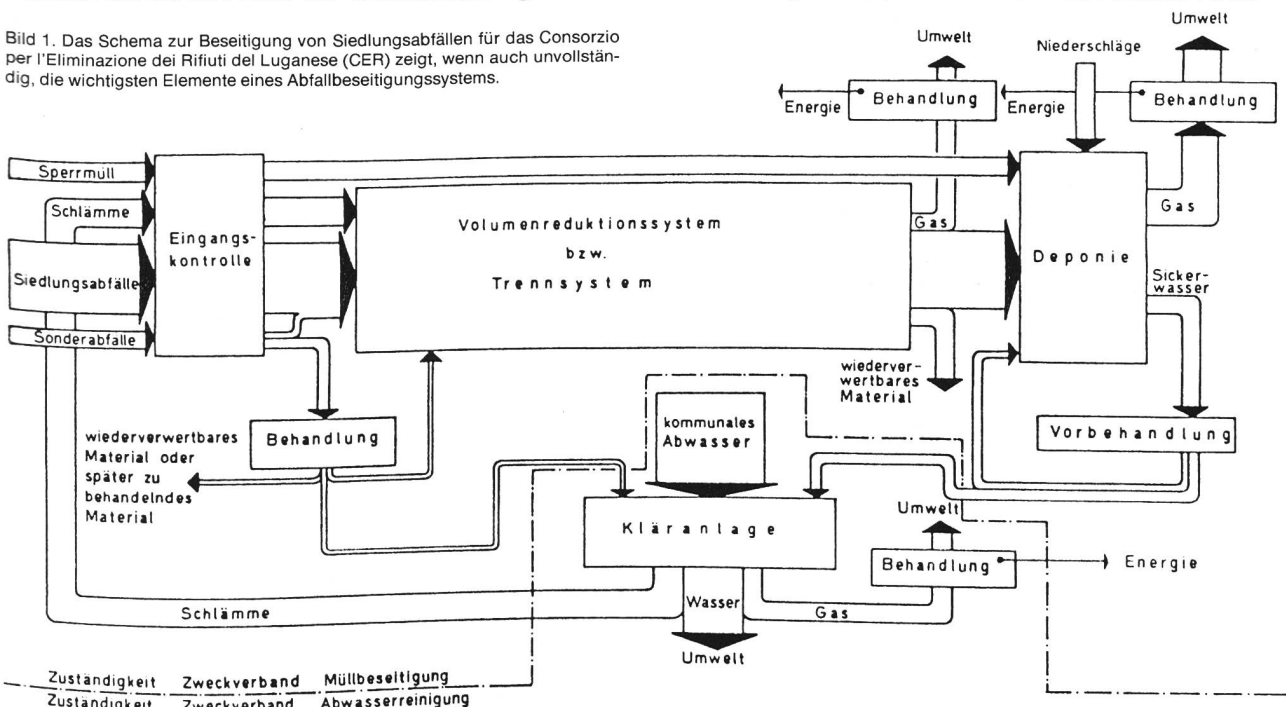 Bild 1. Das Schema zur Beseitigung von Siedlungsabfällen für das Consorzio
per l'Eliminazione dei Rifiuti del Luganese (CER) zeigt, wenn auch unvollstän-
dig, die wichtigsten Elemente eines Abfallbeseitigungssystems.
Umwelt
Umwelt
Niederschläge
Energie
Behandlung
Energie
Behandlung
Sperrmüll
Schlämme
Eingangs-
kontrolle
Siedlungsabfälle
Sonderabfalle
Volumenreduktionssystem
bzw.
Trennsystem
Gas
Deponie
Gas
Sicker-
wasser
wiederver-
wertbares
Material
Vorbehandlung
Behandlung
wiederverwertbares
Material oder
später zu
behandelndes
Material
kommunales
Abwasser
Kläranlage
Umwelt
Behandlung
Energie
Schlämme
Wasser
Gas
Umwelt
Zuständigkeit Zweckverband Müllbeseitigung
Zuständigkeit Zweckverband Abwasserreinigung